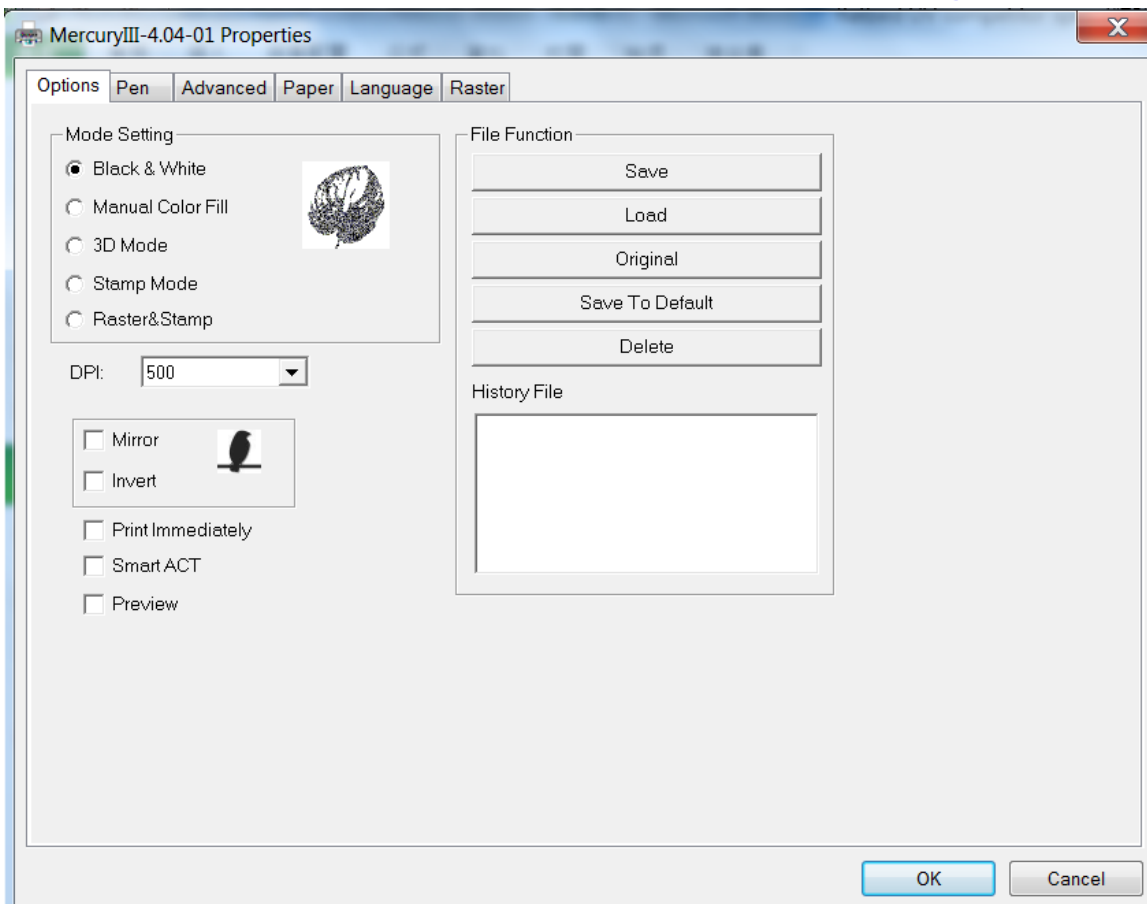 MercuryIII-4.04-01 Properties
Options Pen Advanced Paper Language Raster
Mode Setting
Black & White
Manual Color Fill
3D Mode
Stamp Mode
Raster&Stamp
DPI: 500
Mirror
Invert
Print Immediately
Smart ACT
Preview
File Function
Save
Load
Original
Save To Default
Delete
History File
OK Cancel